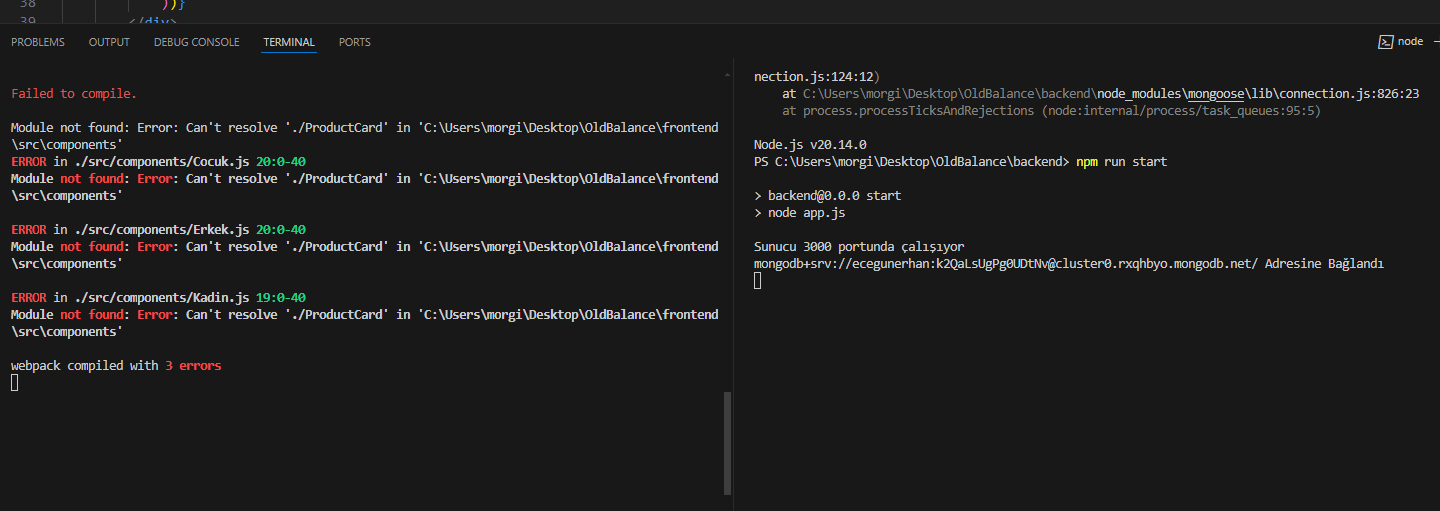 38 ))}
39 </div>
PROBLEMS OUTPUT DEBUG CONSOLE TERMINAL PORTS
node
Failed to compile.
Module not found: Error: Can't resolve './ProductCard' in 'C:\Users\morgi\Desktop\OldBalance\frontend
\src\components'
ERROR in ./src/components/Cocuk.js 20:0-40
Module not found: Error: Can't resolve './ProductCard' in 'C:\Users\morgi\Desktop\OldBalance\frontend
\src\components'
ERROR in ./src/components/Erkek.js 20:0-40
Module not found: Error: Can't resolve './ProductCard' in 'C:\Users\morgi\Desktop\OldBalance\frontend
\src\components'
ERROR in ./src/components/Kadin.js 19:0-40
Module not found: Error: Can't resolve './ProductCard' in 'C:\Users\morgi\Desktop\OldBalance\frontend
\src\components'
webpack compiled with 3 errors
nection.js:124:12)
at C:\Users\morgi\Desktop\OldBalance\backend\node_modules\mongoose\lib\connection.js:826:23
at process.processTicksAndRejections (node:internal/process/task_queues:95:5)
Node.js v20.14.0
PS C:\Users\morgi\Desktop\OldBalance\backend> npm run start
> backend@0.0.0 start
> node app.js
Sunucu 3000 portunda çalışıyor
mongodb+srv://ecegunerhan:k2QaLsUgPg0UDtNv@cluster0.rxqhbyo.mongodb.net/ Adresine Bağlandı